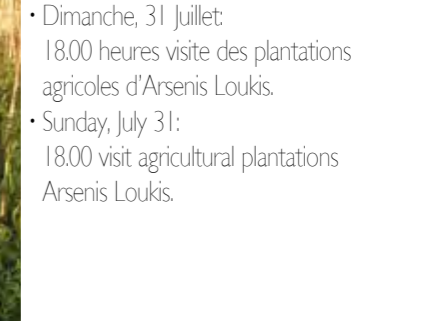 • Dimanche, 31 Juillet:
18.00 heures visite des plantations
agricoles d'Arsenis Loukis.
• Sunday, July 31:
18.00 visit agricultural plantations
Arsenis Loukis.